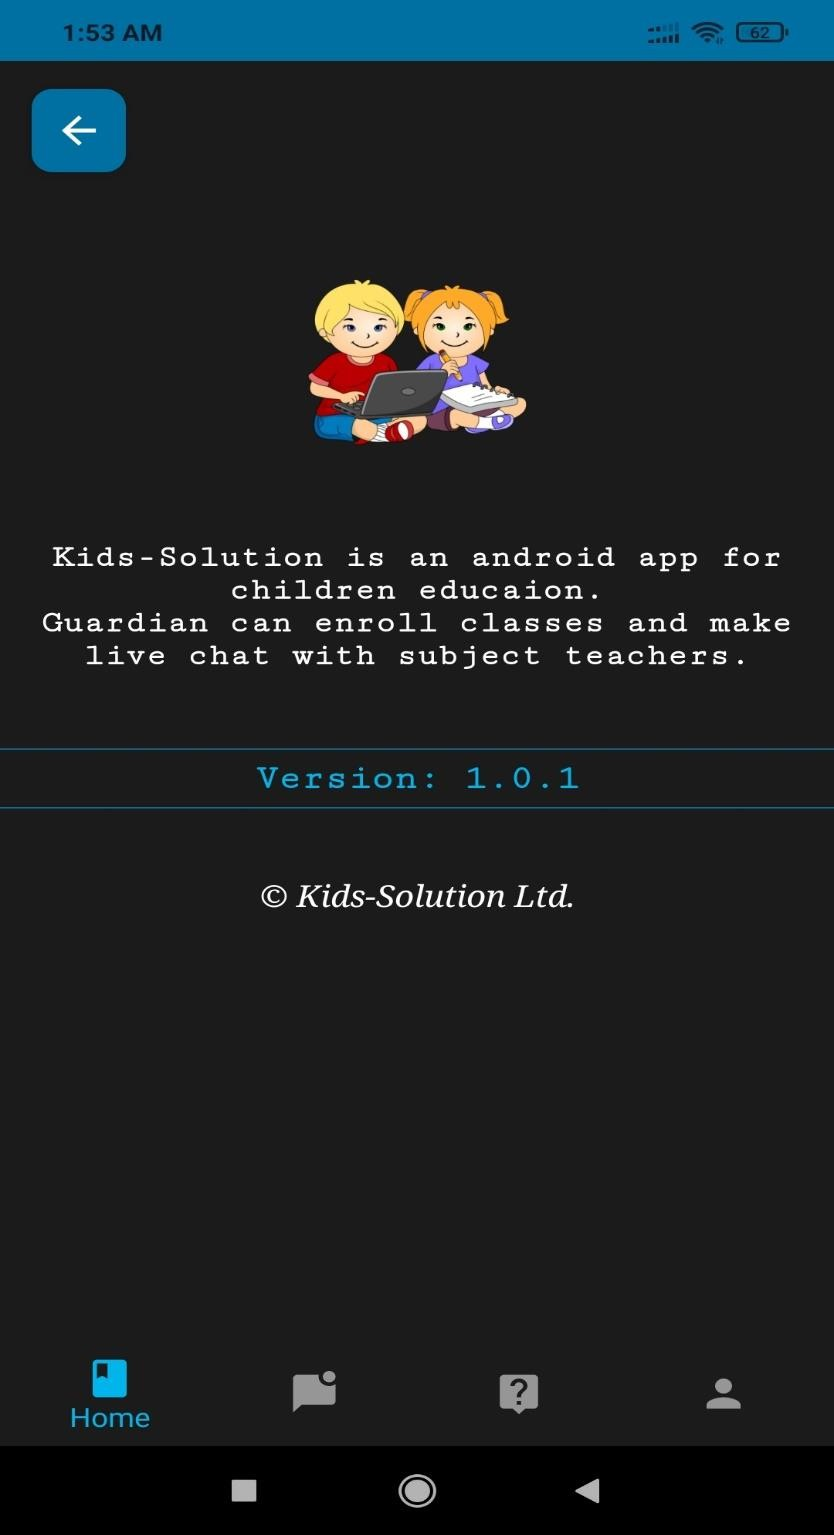 1:53 AM
62
Kids-Solution is an android app for
children educaion.
Guardian can enroll classes and make
live chat with subject teachers.
Version: 1.0.1
© Kids-Solution Ltd.
?
Home